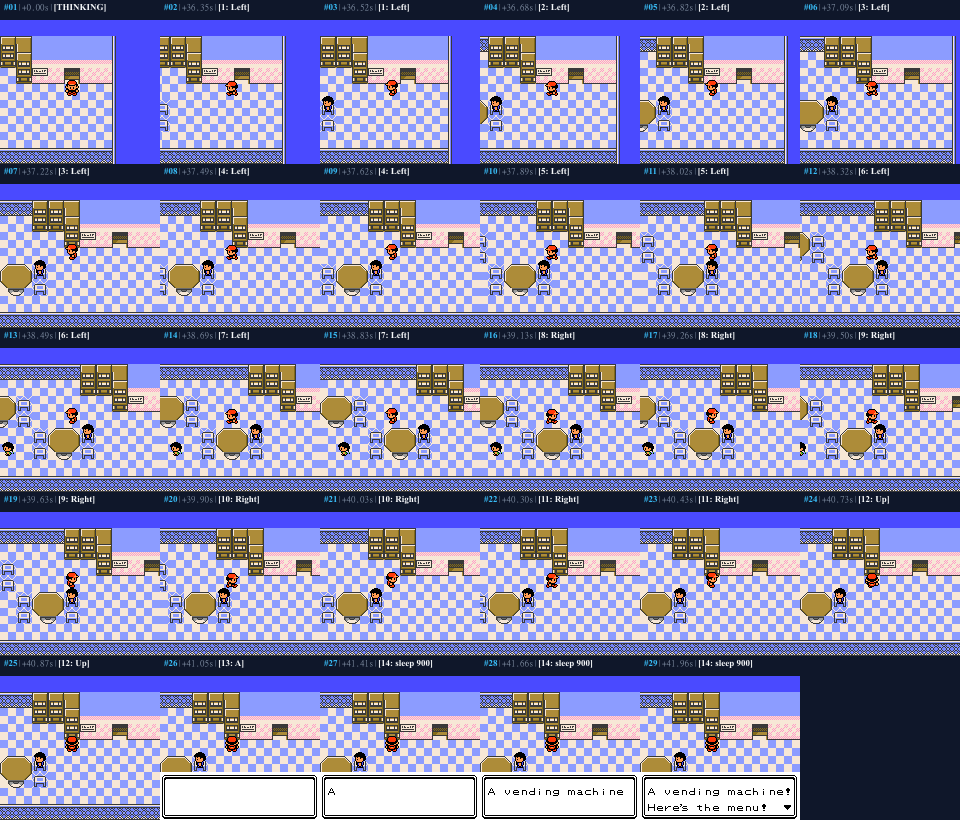 #01|+0.00s|[THINKING]
#02|+36.35s|[1: Left]
#03|+36.52s|[1: Left]
#04|+36.68s|[2: Left]
#05|+36.82s|[2: Left]
#06|+37.09s|[3: Left]
#07|+37.22s|[3: Left]
#08|+37.49s|[4: Left]
#09|+37.62s|[4: Left]
#10|+37.89s|[5: Left]
#11|+38.02s|[5: Left]
#12|+38.32s|[6: Left]
#13|+38.49s|[6: Left]
#14|+38.69s|[7: Left]
#15|+38.83s|[7: Left]
#16|+39.13s|[8: Right]
#17|+39.26s|[8: Right]
#18|+39.50s|[9: Right]
#19|+39.63s|[9: Right]
#20|+39.90s|[10: Right]
#21|+40.03s|[10: Right]
#22|+40.30s|[11: Right]
#23|+40.43s|[11: Right]
#24|+40.73s|[12: Up]
#25|+40.87s|[12: Up]
#26|+41.05s|[13: A]
#27|+41.41s|[14: sleep 900]
#28|+41.66s|[14: sleep 900]
#29|+41.96s|[14: sleep 900]
A
A vending machine
A vending machine!
Here's the menu!